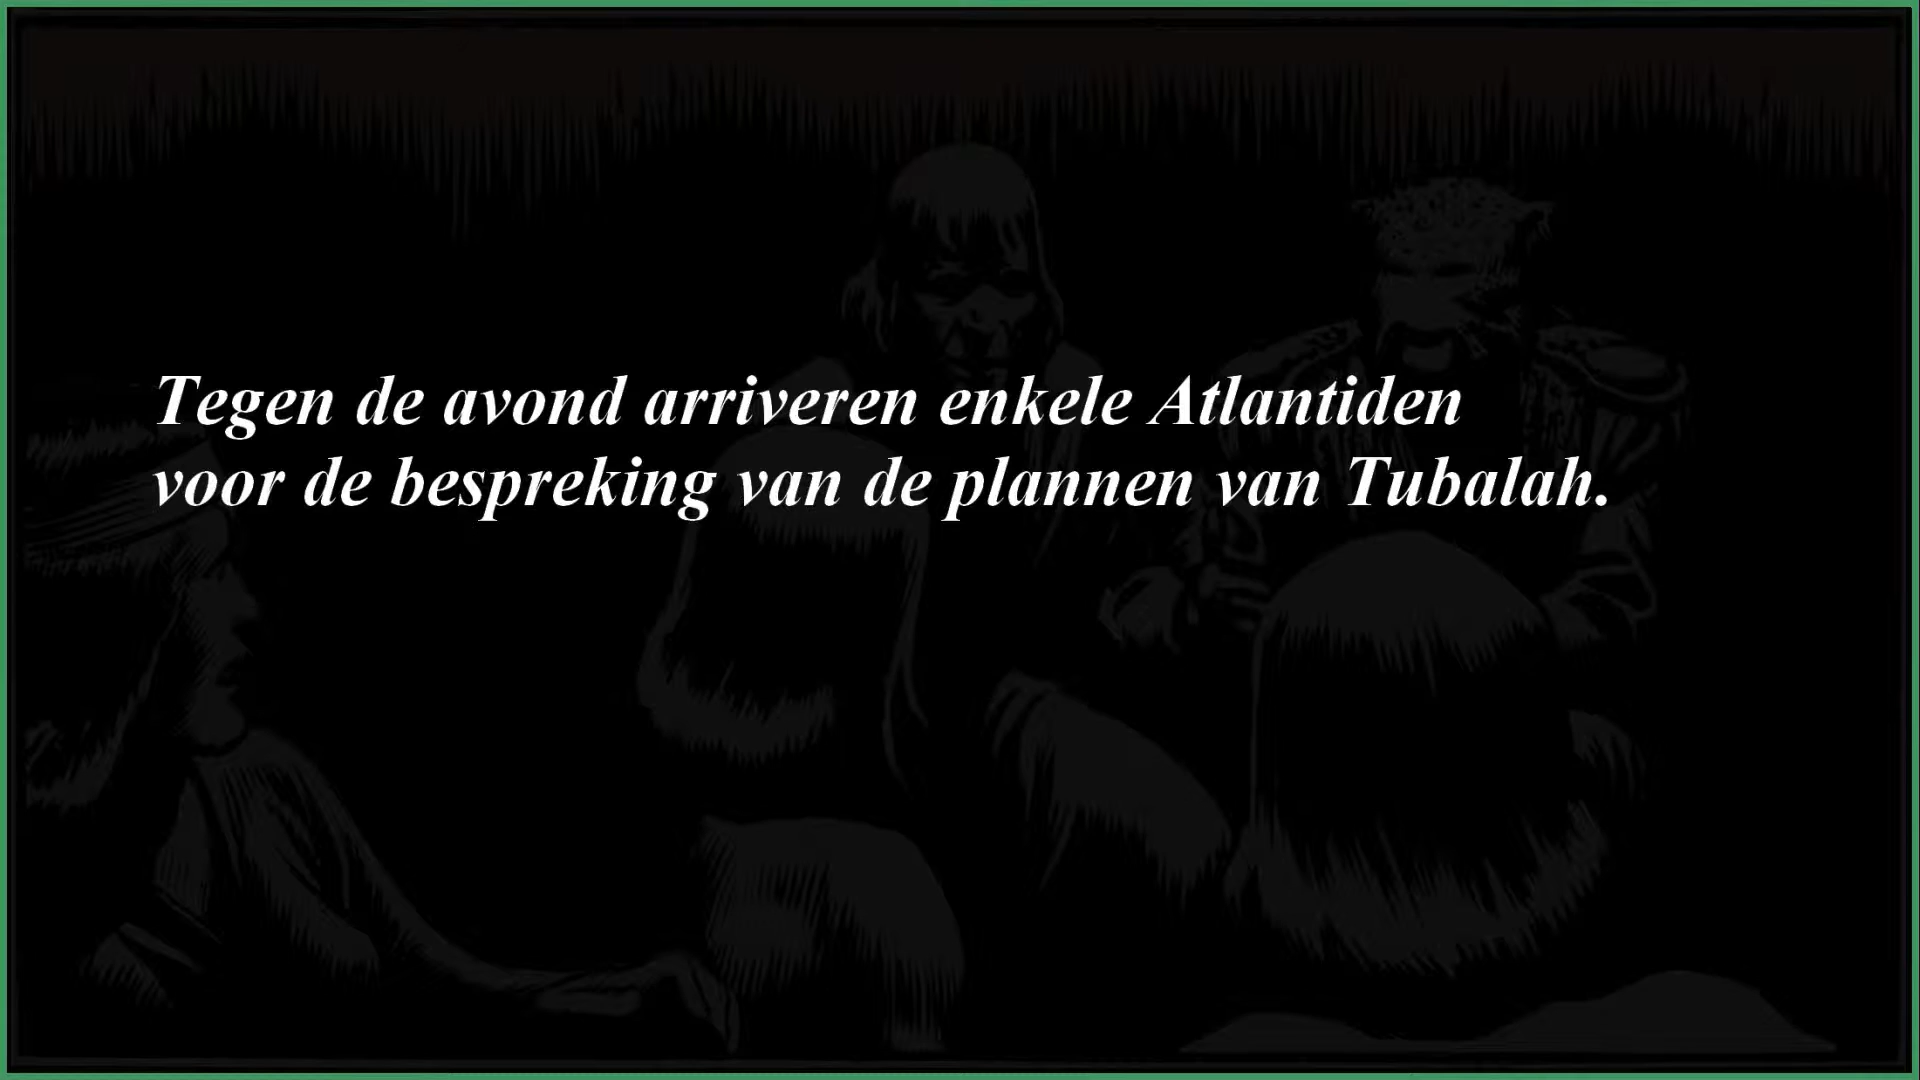 Tegen de avond arriveren enkele Atlantiden
voor de bespreking van de plannen van Tubalah.